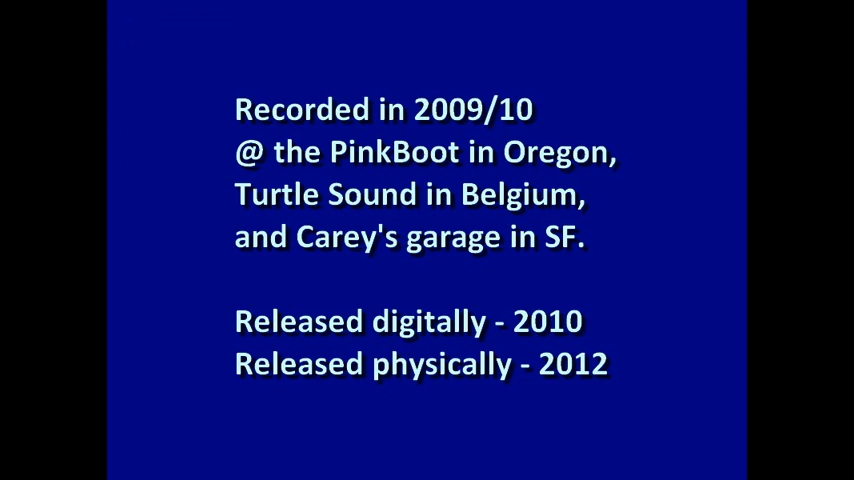 Recorded in 2009/10
@ the PinkBoot in Oregon,
Turtle Sound in Belgium,
and Carey's garage in SF.
Released digitally - 2010
Released physically - 2012